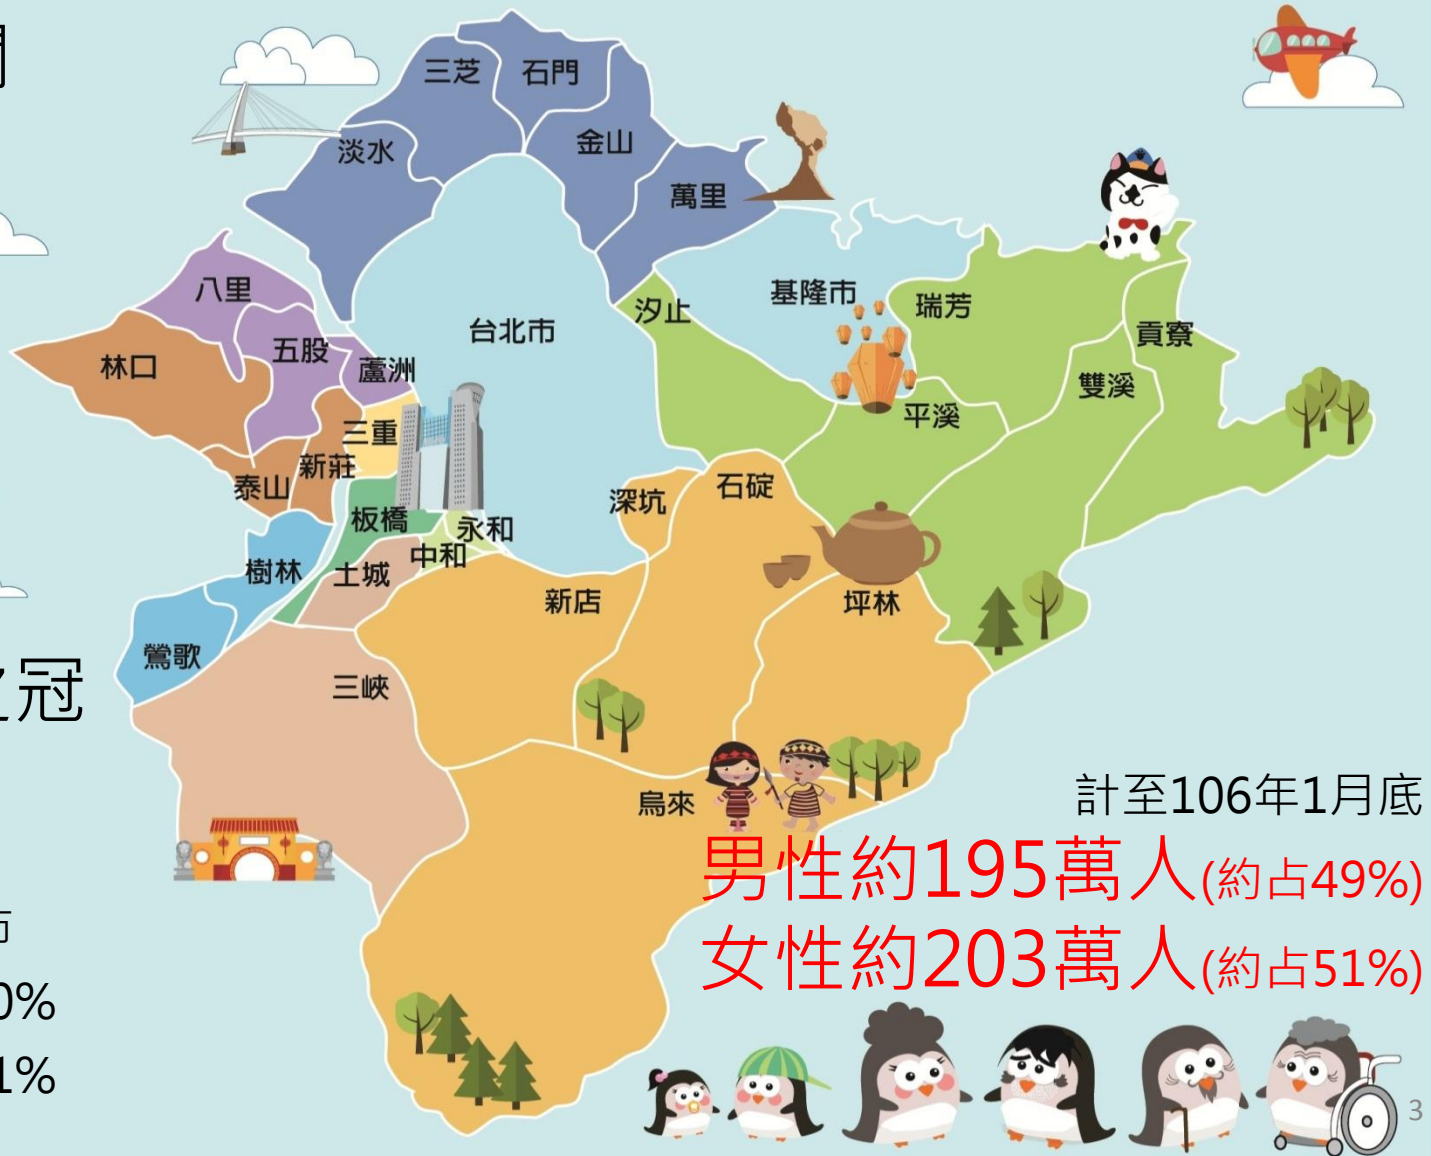 三芝
石門
淡水
金山
萬里
八里
五股
蘆洲
林口
台北市
汐止
基隆市
瑞芳
貢寮
雙溪
平溪
三重
新莊
泰山
板橋
永和
中和
深坑
石碇
樹林
土城
新店
坪林
鶯歌
三峽
烏來
之冠
市
0%
1%
計至106年1月底
男性約195萬人(約占49%)
女性約203萬人(約占51%)
3